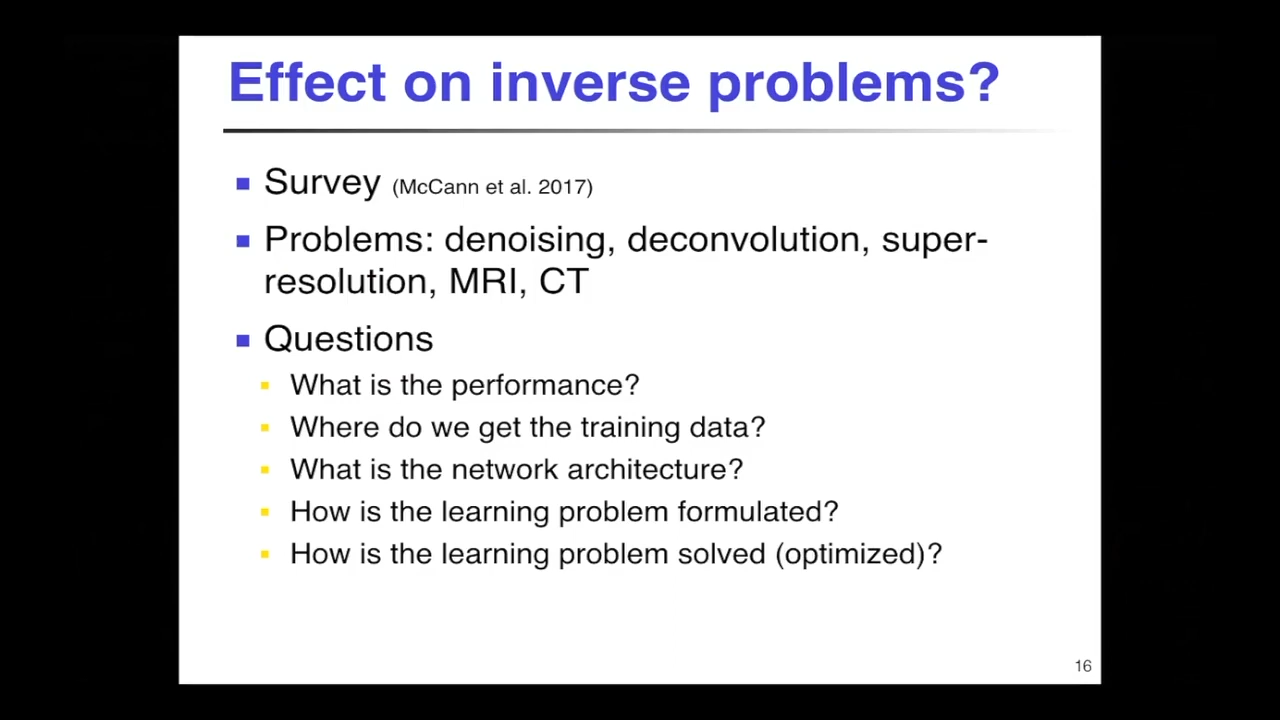 Effect on inverse problems?
Survey (McCann et al. 2017)
Problems: denoising, deconvolution, super-
resolution, MRI, CT
Questions
What is the performance?
Where do we get the training data?
What is the network architecture?
How is the learning problem formulated?
How is the learning problem solved (optimized)?
16